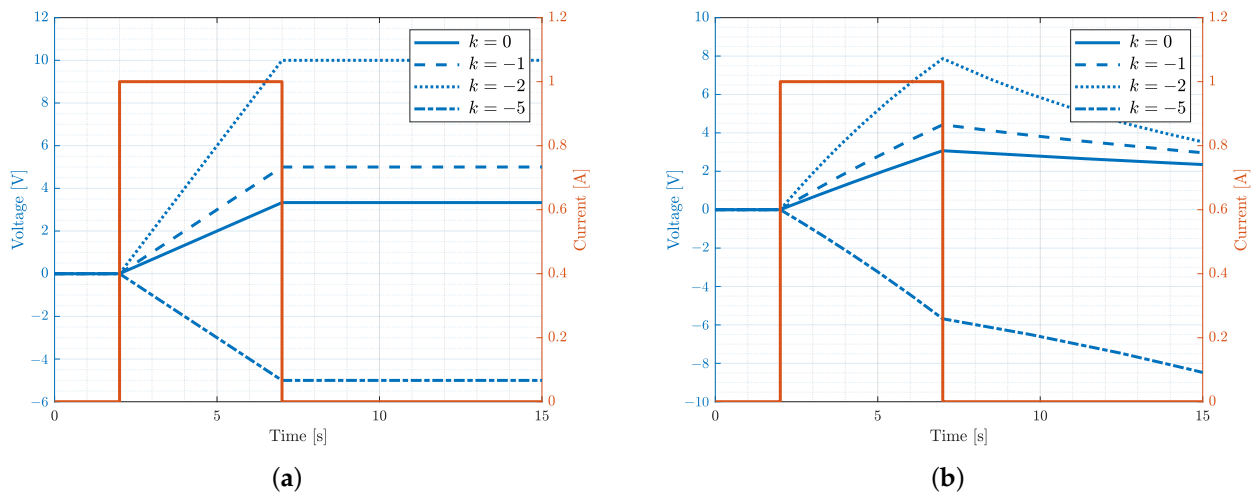 12
10
8
6
4
2
0
−2
−4
−6
Voltage [V]
0
5
10
15
Time [s]
1.2
1
0.8
0.6
0.4
0.2
0
Current [A]
k = 0
k = −1
k = −2
k = −5
(a)
10
8
6
4
2
0
−2
−4
−6
−8
−10
Voltage [V]
0
5
10
15
Time [s]
1.2
1
0.8
0.6
0.4
0.2
0
Current [A]
k = 0
k = −1
k = −2
k = −5
(b)